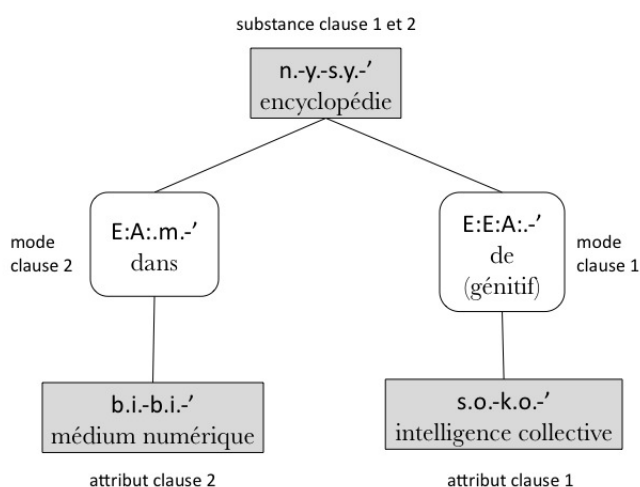 substance clause 1 et 2
n.-y.-s.y.-’
encyclopédie
mode
clause 2
E:A:.m.-’
dans
E:E:A:.-’
de
(génitif)
mode
clause 1
b.i.-b.i.-’
médium numérique
attribut clause 2
s.o.-k.o.-’
intelligence collective
attribut clause 1